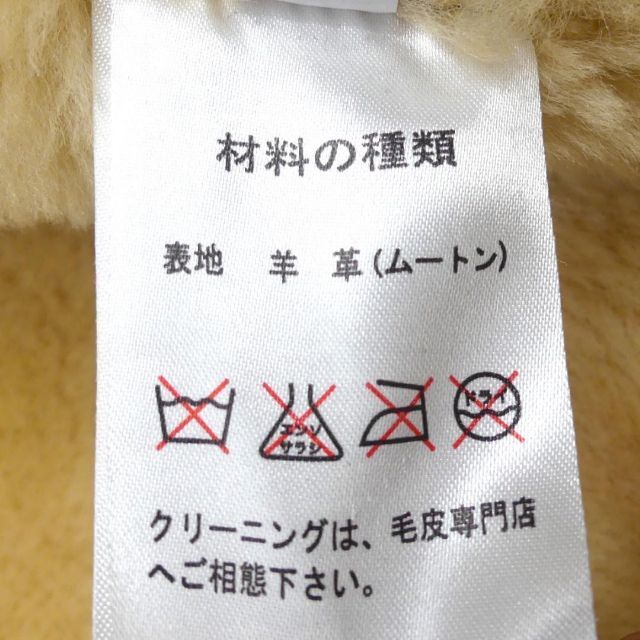 材料の種類
表地 羊 革(ムートン)
エンソ
サラシ
ドライ
クリーニングは、毛皮専門店
へご相態下さい。